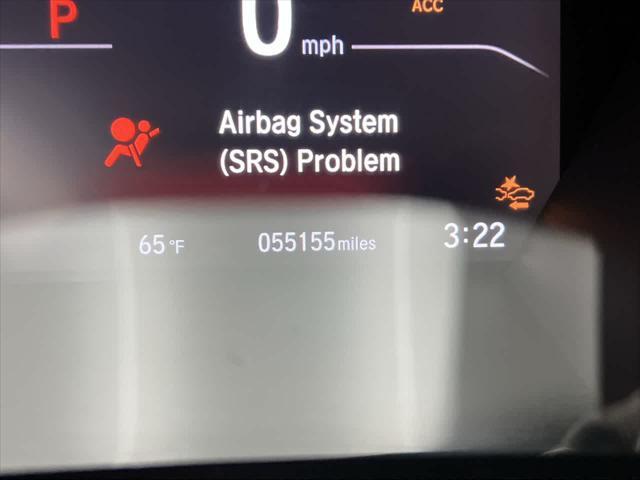 P 0 mph ACC
Airbag System
(SRS) Problem
65 °F 055155 miles 3:22